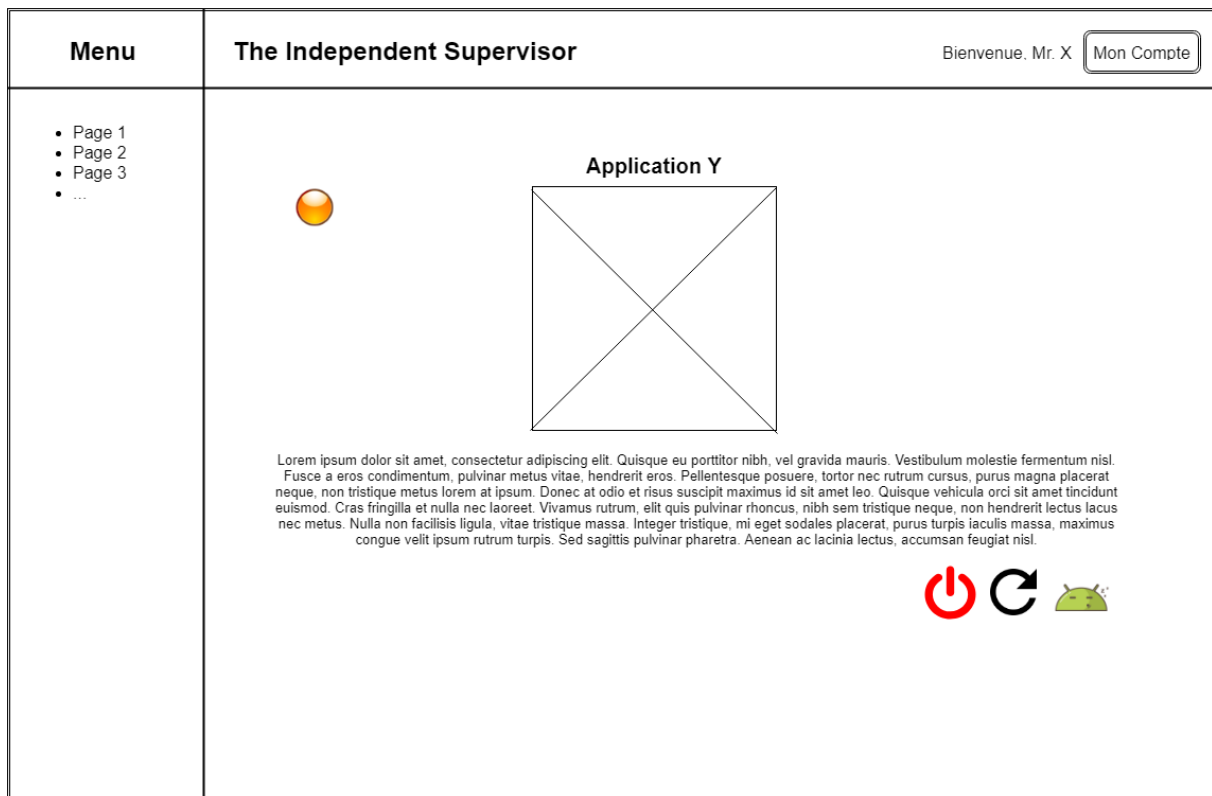 Menu
The Independent Supervisor
Bienvenue, Mr. X
Mon Compte
Page 1
Page 2
Page 3
...
Application Y
Lorem ipsum dolor sit amet, consectetur adipiscing elit. Quisque eu porttitor nibh, vel gravida mauris. Vestibulum molestie fermentum nisl.
Fusce a eros condimentum, pulvinar metus vitae, hendrerit eros. Pellentesque posuere, tortor nec rutrum cursus, purus magna placerat
neque, non tristique metus lorem at ipsum. Donec at odio et risus suscipit maximus id sit amet leo. Quisque vehicula orci sit amet tincidunt
euismod. Cras fringilla et nulla nec laoreet. Vivamus rutrum, elit quis pulvinar rhoncus, nibh sem tristique neque, non hendrerit lectus lacus
nec metus. Nulla non facilisis ligula, vitae tristique massa. Integer tristique, mi eget sodales placerat, purus turpis iaculis massa, maximus
congue velit ipsum rutrum turpis. Sed sagittis pulvinar pharetra. Aenean ac lacinia lectus, accumsan feugiat nisl.